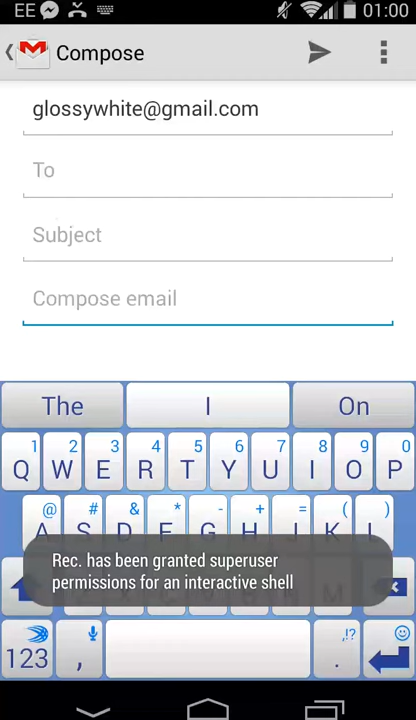 EE 01:00
Compose
glossywhite@gmail.com
To
Subject
Compose email
The I On
1 2 3 4 5 6 7 8 9 0
Q W E R T Y U I O P
@ # & * - + = ( )
A S D F G H J K L
Rec. has been granted superuser
permissions for an interactive shell
123 , . ,!?